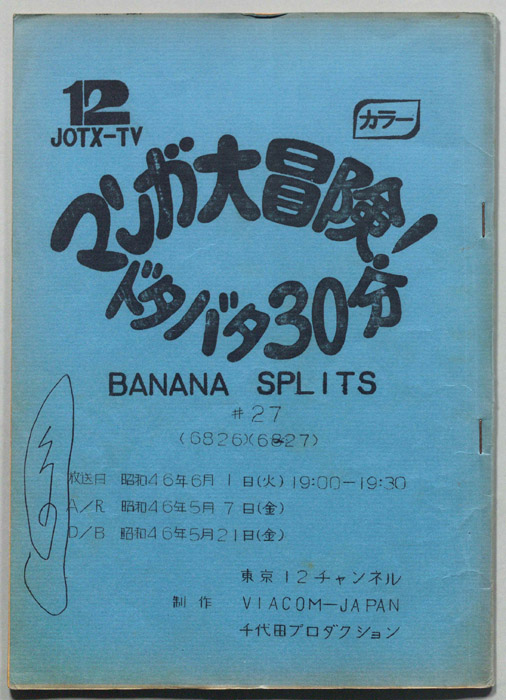 12
JOTX-TV
カラー
マンガ大冒険!
ドタバタ30分
BANANA SPLITS
#27
(6826)(6827)
放送日 昭和46年6月1日(火) 19:00-19:30
A/R 昭和46年5月7日(金)
D/B 昭和46年5月21日(金)
東京12チャンネル
制作 VIACOM-JAPAN
千代田プロダクション